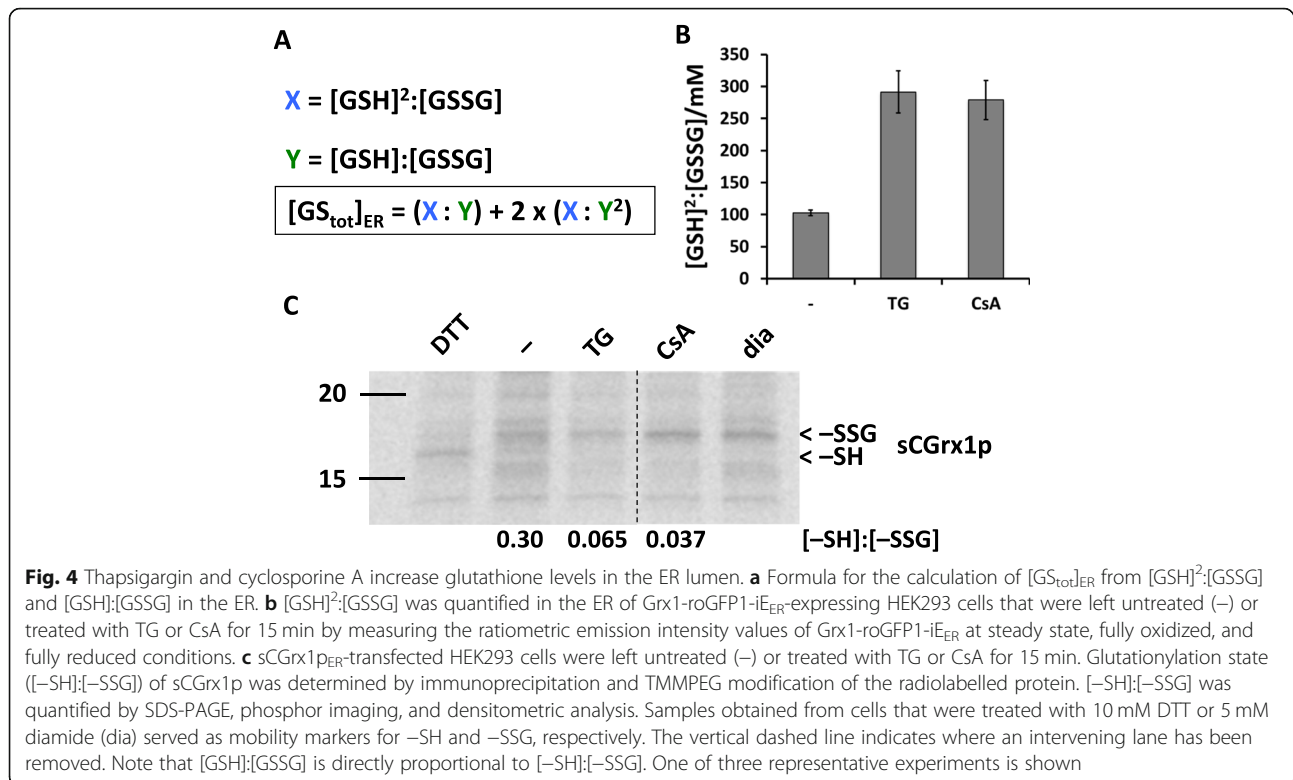 A
X = [GSH]²:[GSSG]
Y = [GSH]:[GSSG]
[GS_tot]_ER = (X : Y) + 2 x (X : Y²)
B
[GSH]²:[GSSG]/mM
350
300
250
200
150
100
50
0
- TG CsA
C
DTT – TG CsA dia
20
15
< –SSG
< –SH
sCGrx1p
0.30 0.065 0.037 [–SH]:[–SSG]
Fig. 4 Thapsigargin and cyclosporine A increase glutathione levels in the ER lumen. a Formula for the calculation of [GS_tot]_ER from [GSH]²:[GSSG]
and [GSH]:[GSSG] in the ER. b [GSH]²:[GSSG] was quantified in the ER of Grx1-roGFP1-iE_ER-expressing HEK293 cells that were left untreated (−) or
treated with TG or CsA for 15 min by measuring the ratiometric emission intensity values of Grx1-roGFP1-iE_ER at steady state, fully oxidized, and
fully reduced conditions. c sCGrx1p_ER-transfected HEK293 cells were left untreated (−) or treated with TG or CsA for 15 min. Glutationylation state
([−SH]:[−SSG]) of sCGrx1p was determined by immunoprecipitation and TMMPEG modification of the radiolabelled protein. [−SH]:[−SSG] was
quantified by SDS-PAGE, phosphor imaging, and densitometric analysis. Samples obtained from cells that were treated with 10 mM DTT or 5 mM
diamide (dia) served as mobility markers for −SH and −SSG, respectively. The vertical dashed line indicates where an intervening lane has been
removed. Note that [GSH]:[GSSG] is directly proportional to [−SH]:[−SSG]. One of three representative experiments is shown